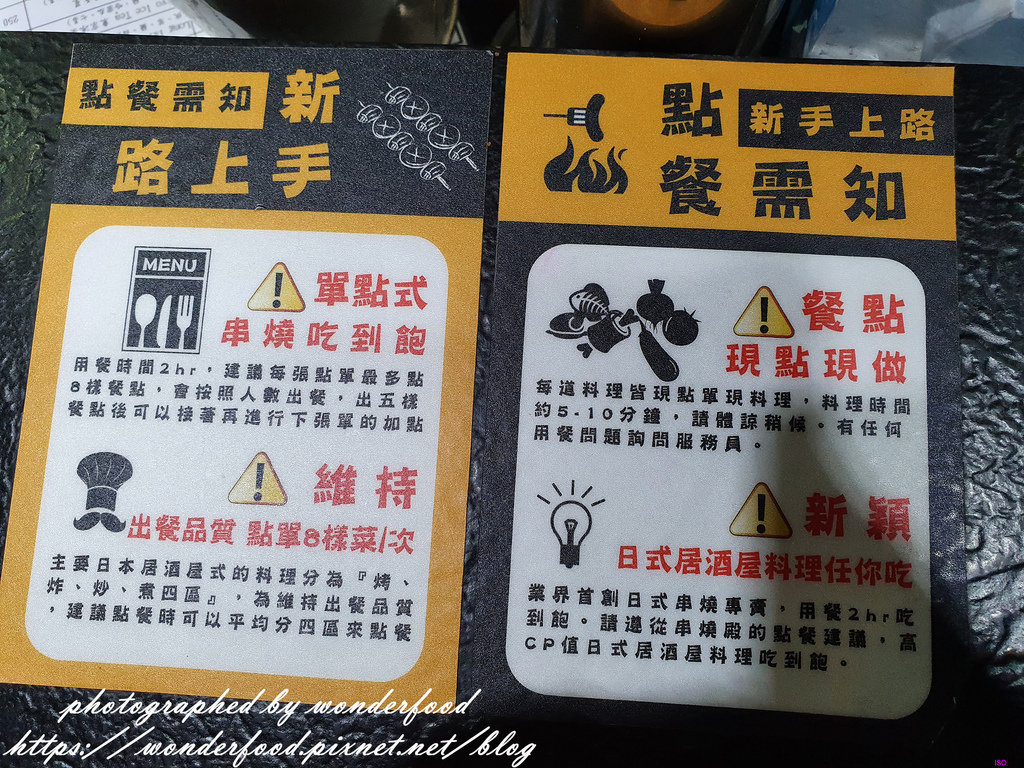 點餐需知 新
路上手
MENU
單點式
串燒吃到飽
用餐時間2hr，建議每張點單最多點
8樣餐點，會按照人數出餐，出五樣
餐點後可以接著再進行下張單的加點
維持
出餐品質 點單8樣菜/次
主要日本居酒屋式的料理分為『烤、
炸、炒、煮四區』，為維持出餐品質
，建議點餐時可以平均分四區來點餐
點 新手上路
餐需知
餐點
現點現做
每道料理皆現點單現料理，料理時間
約5-10分鐘，請體諒稍候。有任何
用餐問題詢問服務員。
新穎
日式居酒屋料理任你吃
業界首創日式串燒專賣，用餐2hr吃
到飽。請遵從串燒殿的點餐建議，高
CP值日式居酒屋料理吃到飽。
photographed by wonderfood
https://wonderfood.pixnet.net/blog
ISO